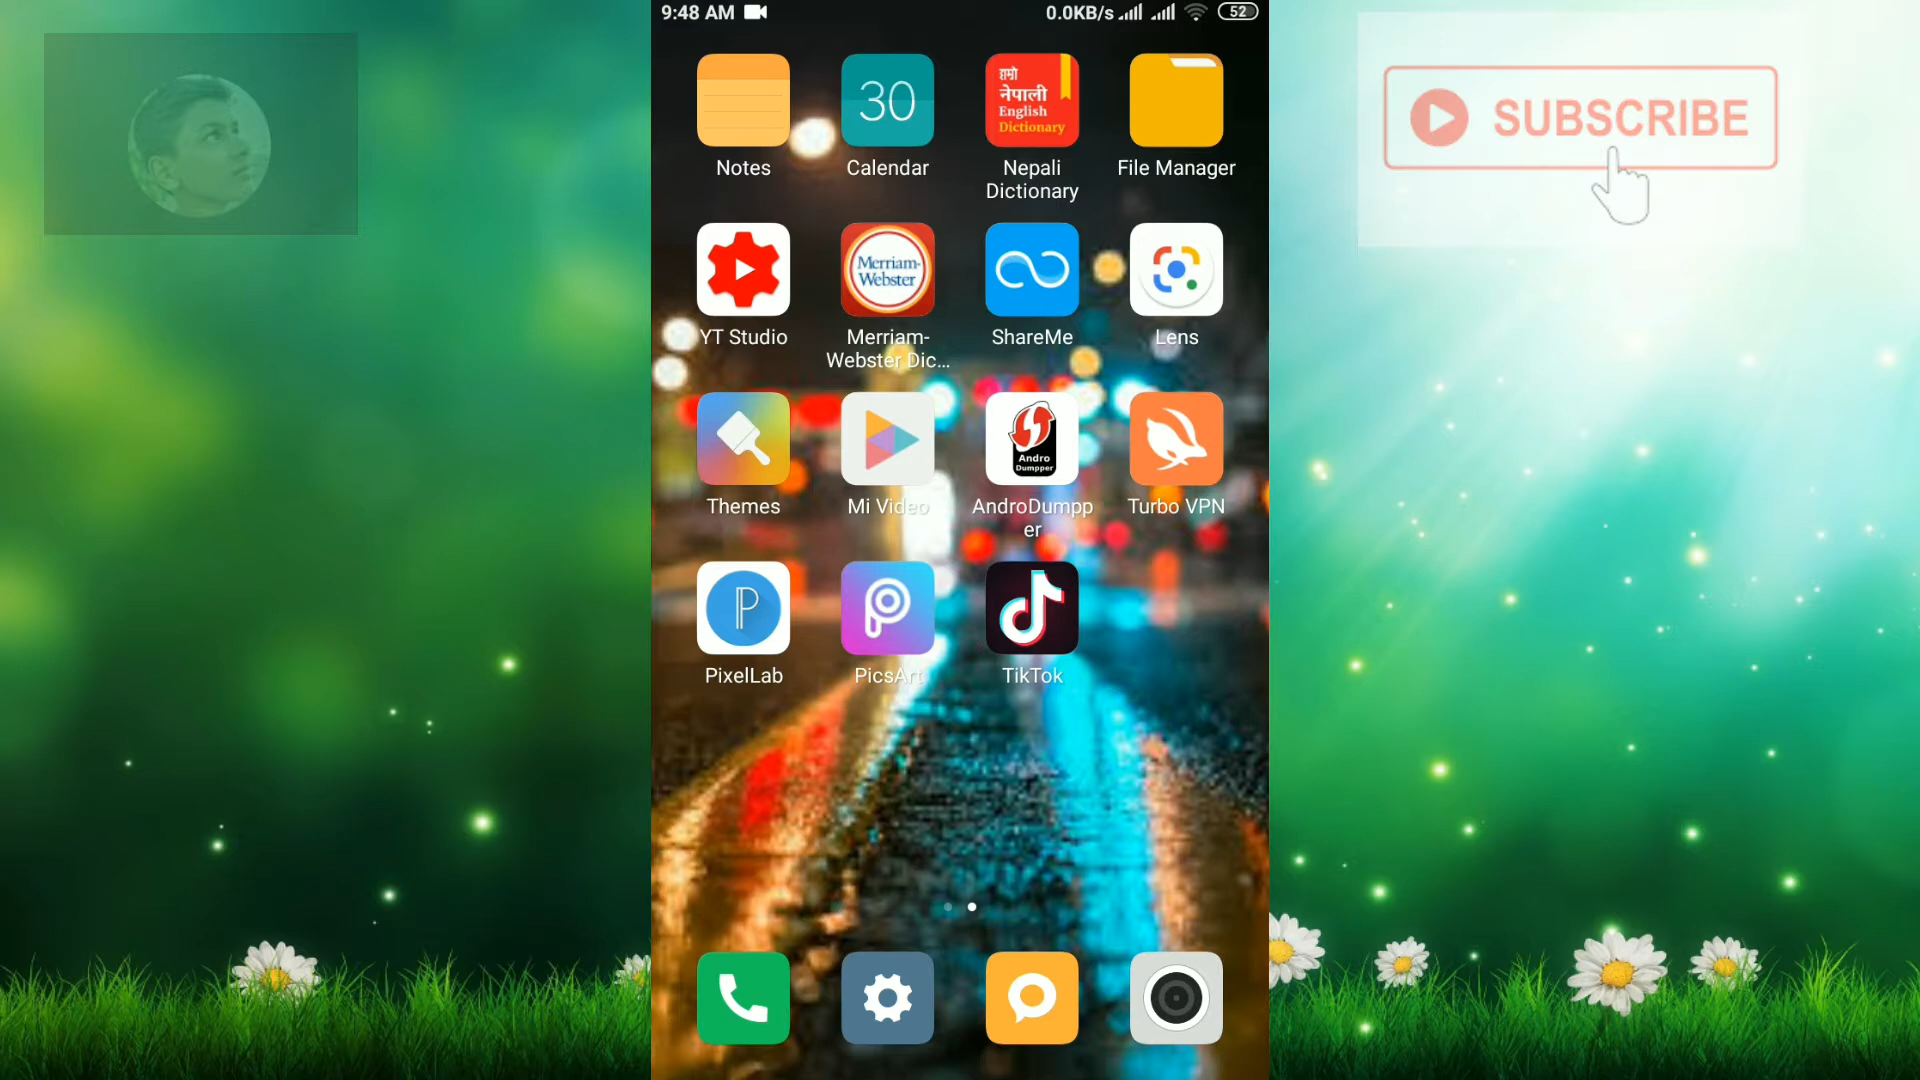 9:48 AM
0.0KB/s
52
SUBSCRIBE
30
हाम्रो
नेपाली
English
Dictionary
Notes
Calendar
Nepali
Dictionary
File Manager
Merriam-
Webster
YT Studio
Merriam-
Webster Dic...
ShareMe
Lens
Andro
Dumpper
Themes
Mi Video
AndroDumpp
er
Turbo VPN
PixelLab
PicsArt
TikTok